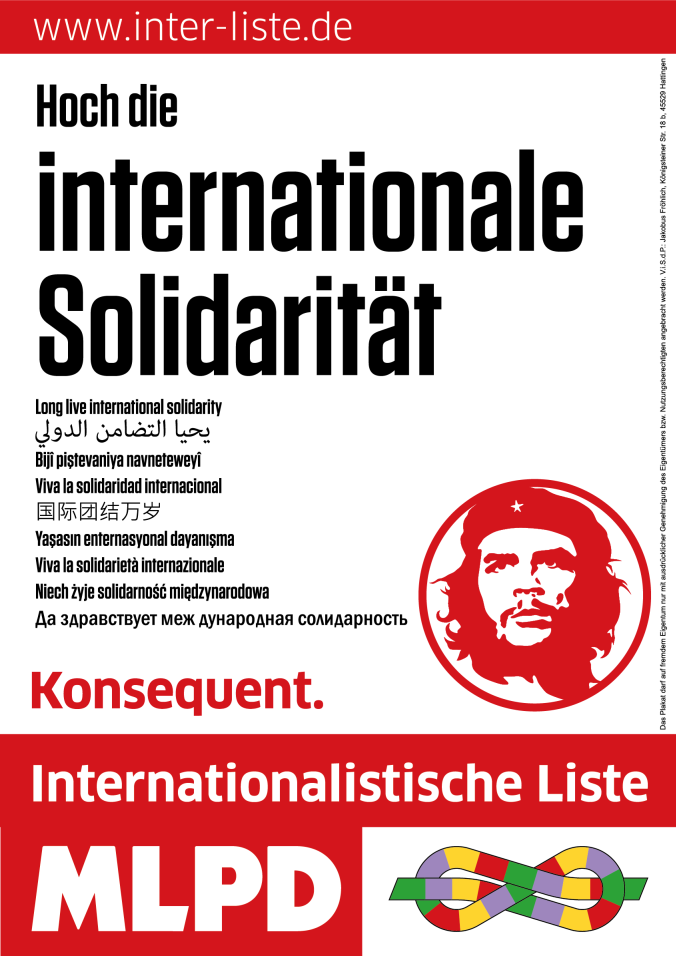 www.inter-liste.de
Hoch die
internationale
Solidarität
Long live international solidarity
يحيا التضامن الدولي
Bijî piştevaniya navneteweyî
Viva la solidaridad internacional
国际团结万岁
Yaşasın enternasyonal dayanışma
Viva la solidarietà internazionale
Niech żyje solidarność międzynarodowa
Да здравствует меж дународная солидарность
Konsequent.
Internationalistische Liste
MLPD
Das Plakat darf auf fremdem Eigentum nur mit ausdrücklicher Genehmigung des Eigentümers bzw. Nutzungsberechtigten angebracht werden. V.i.S.d.P.: Jakobus Fröhlich, Königsteiner Str. 18 b, 45529 Hattingen